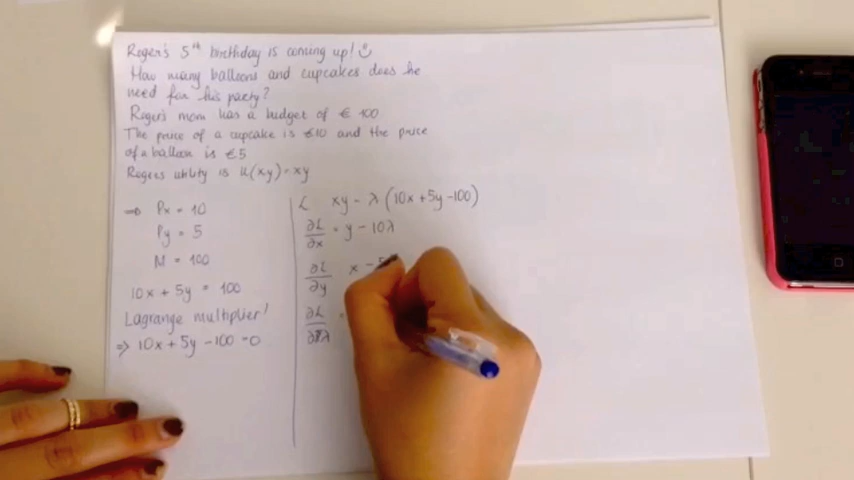 Roger's 5th birthday is coming up! :)
How many balloons and cupcakes does he
need for his party?
Roger's mom has a budget of € 100
The price of a cupcake is €10 and the price
of a balloon is €5
Rogers utility is U(xy)=xy
⇒ Px = 10
Py = 5
M = 100
10x + 5y = 100
Lagrange multiplier!
⇒ 10x + 5y - 100 = 0
L xy - λ (10x + 5y - 100)
∂L/∂x = y - 10λ
∂L/∂y x - 5
∂L/∂λ =